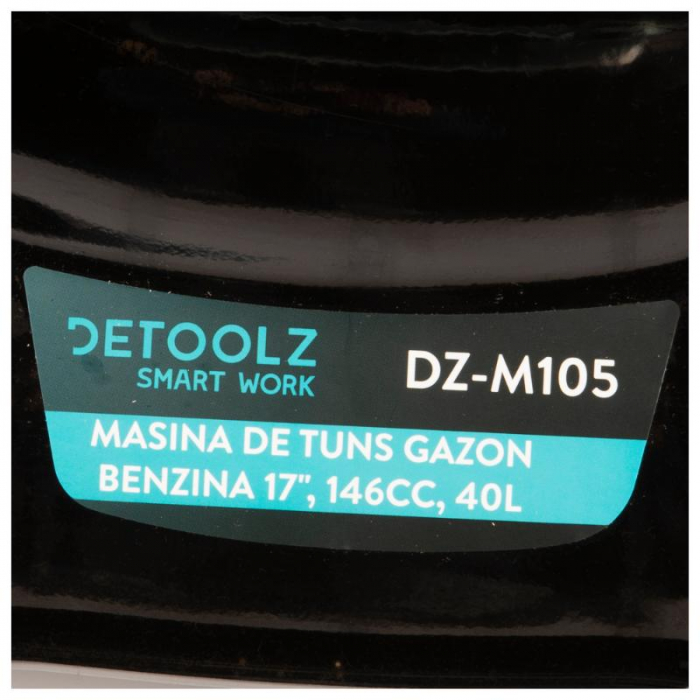 DETOOLZ
SMART WORK
DZ-M105
MASINA DE TUNS GAZON
BENZINA 17", 146CC, 40L